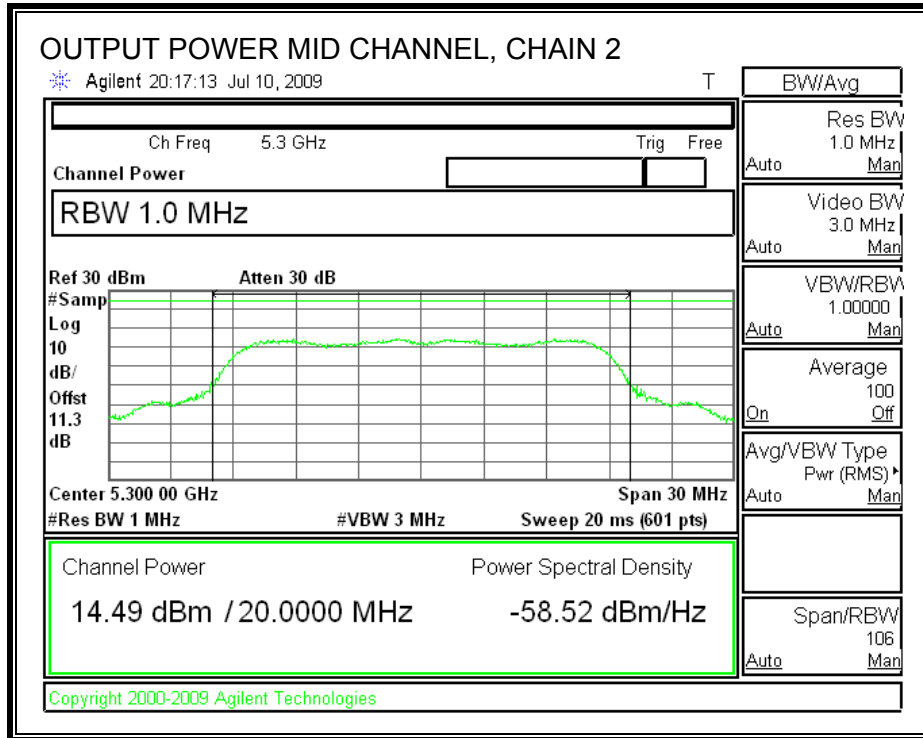 OUTPUT POWER MID CHANNEL, CHAIN 2
Agilent 20:17:13 Jul 10, 2009 T
Ch Freq 5.3 GHz Trig Free
Channel Power
RBW 1.0 MHz
Ref 30 dBm Atten 30 dB
#Samp
Log
10
dB/
Offst
11.3
dB
Center 5.300 00 GHz Span 30 MHz
#Res BW 1 MHz #VBW 3 MHz Sweep 20 ms (601 pts)
Channel Power Power Spectral Density
14.49 dBm / 20.0000 MHz -58.52 dBm/Hz
Copyright 2000-2009 Agilent Technologies
BW/Avg
Res BW
1.0 MHz
Auto Man
Video BW
3.0 MHz
Auto Man
VBW/RBW
1.00000
Auto Man
Average
100
On Off
Avg/VBW Type
Pwr (RMS)
Auto Man
Span/RBW
106
Auto Man